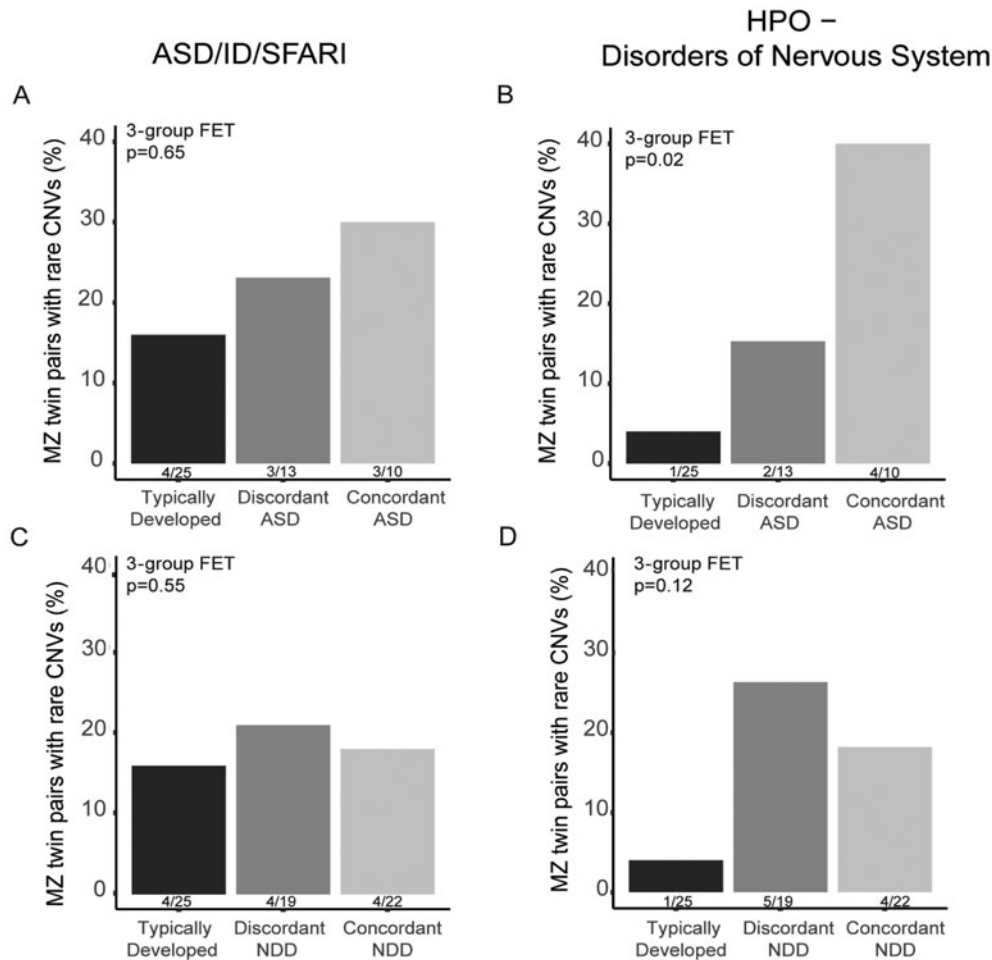 ASD/ID/SFARI
HPO –
Disorders of Nervous System
A
3-group FET
p=0.65
MZ twin pairs with rare CNVs (%)
40
30
20
10
0
4/25
3/13
3/10
Typically Developed
Discordant ASD
Concordant ASD
B
3-group FET
p=0.02
MZ twin pairs with rare CNVs (%)
40
30
20
10
0
1/25
2/13
4/10
Typically Developed
Discordant ASD
Concordant ASD
C
3-group FET
p=0.55
MZ twin pairs with rare CNVs (%)
40
30
20
10
0
4/25
4/19
4/22
Typically Developed
Discordant NDD
Concordant NDD
D
3-group FET
p=0.12
MZ twin pairs with rare CNVs (%)
40
30
20
10
0
1/25
5/19
4/22
Typically Developed
Discordant NDD
Concordant NDD